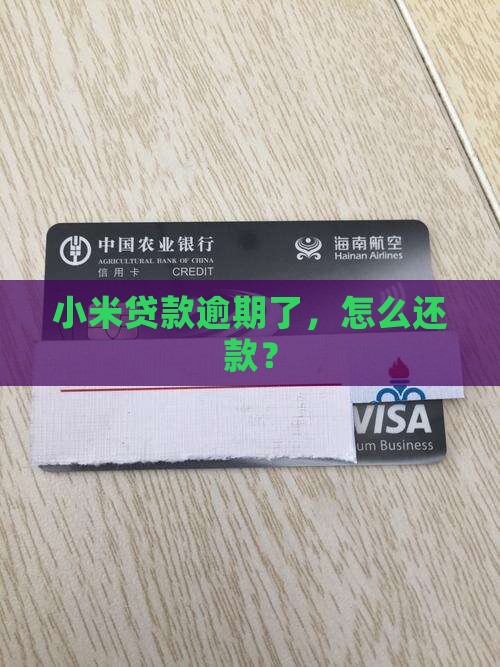 中国农业银行
AGRICULTURAL BANK OF CHINA
信用卡 CREDIT
海南航空
Hainan Airlines
小米贷款逾期了，怎么还
款？
VISA
um Business